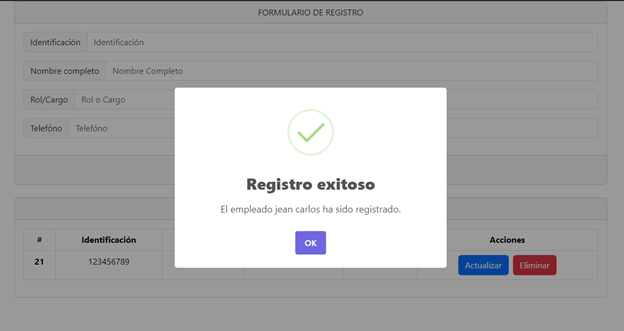 FORMULARIO DE REGISTRO
Identificación Identificación
Nombre completo Nombre Completo
Rol/Cargo Rol o Cargo
Telefóno Telefóno
Registro exitoso
El empleado jean carlos ha sido registrado.
OK
# Identificación Acciones
21 123456789 Actualizar Eliminar